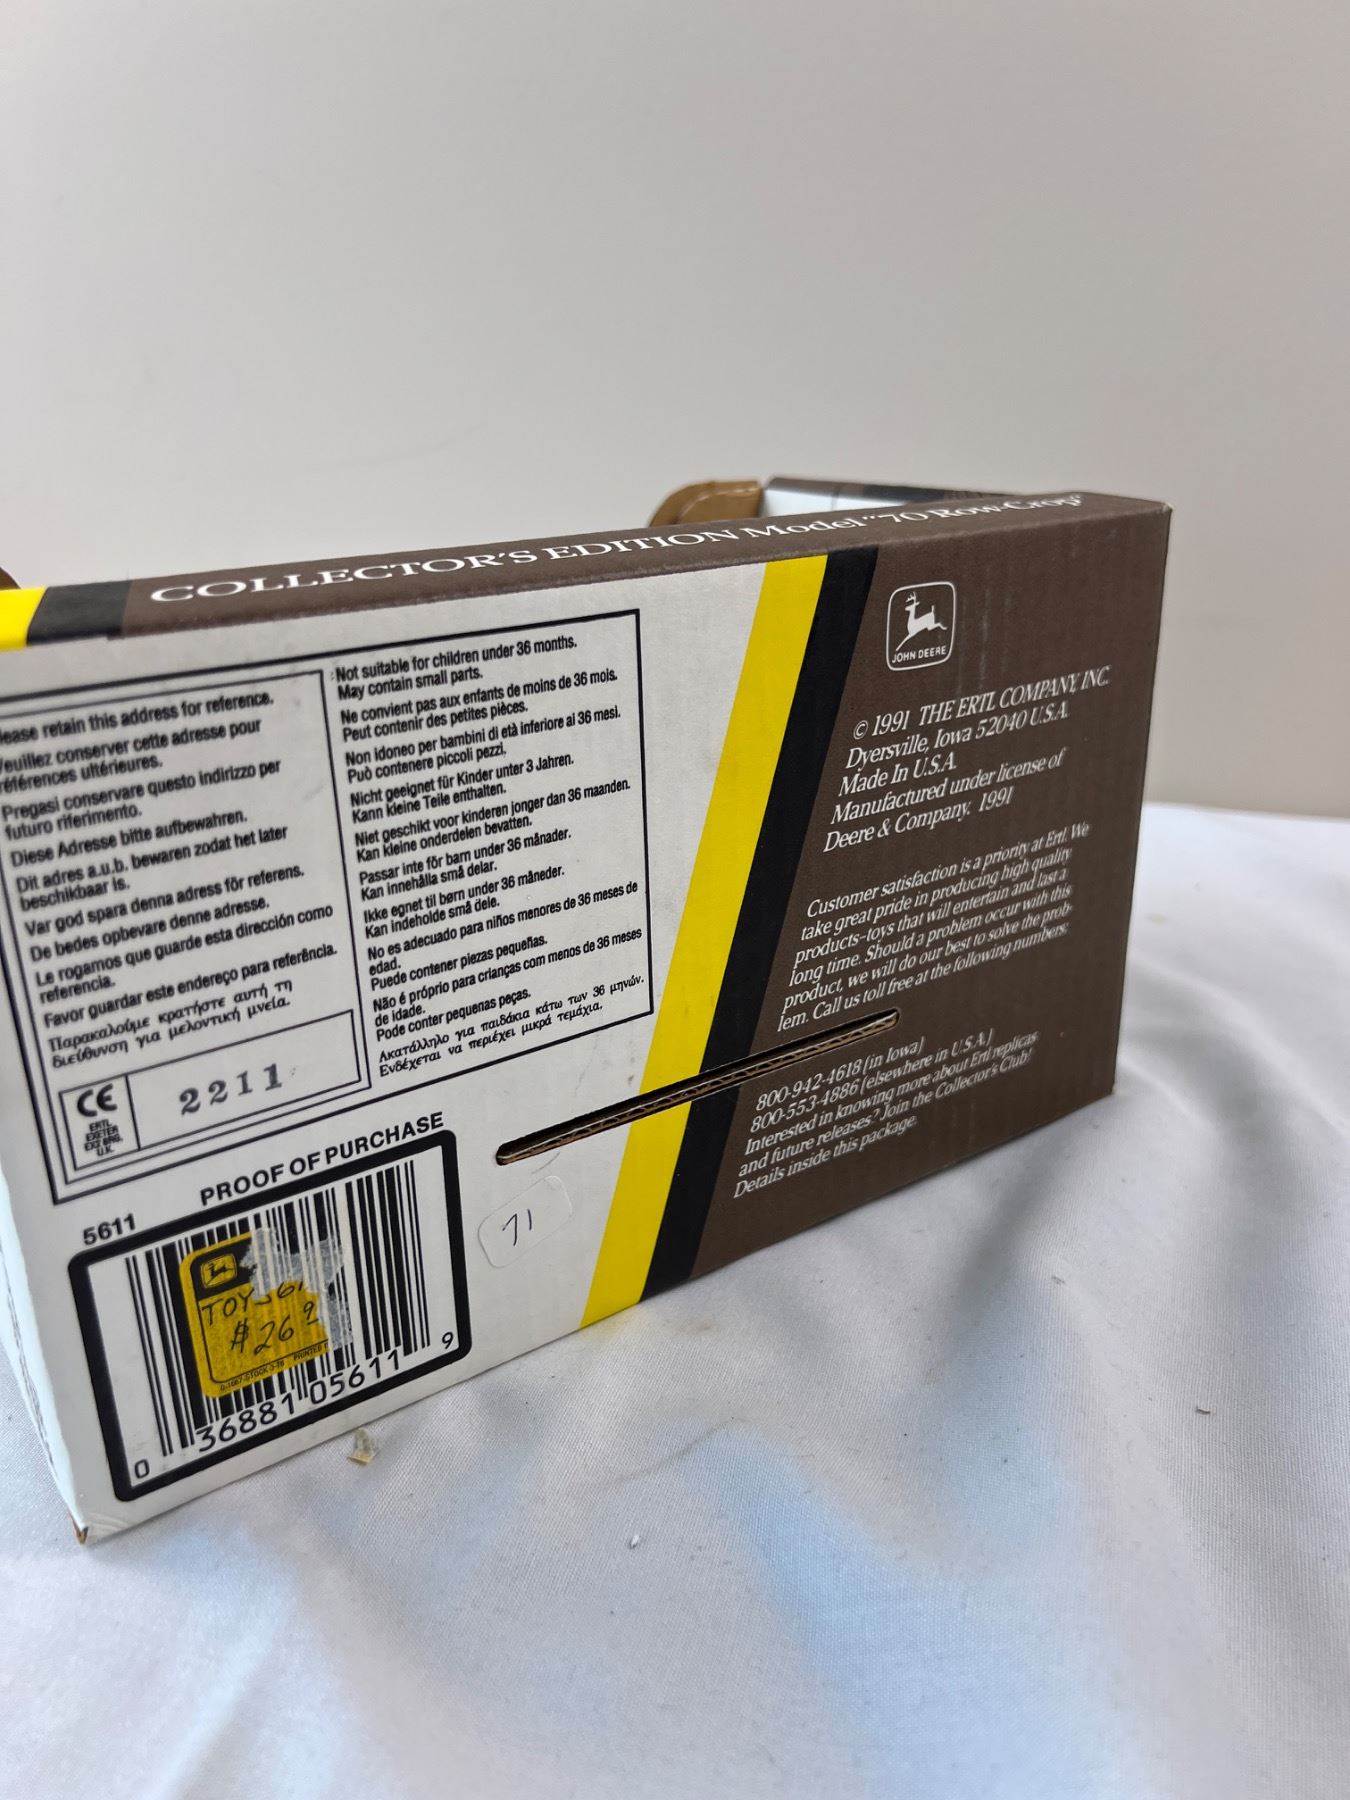 COLLECTOR'S EDITION Model "70 Row-Crop"
ease retain this address for reference.
euillez conserver cette adresse pour
références ultérieures.
Pregasi conservare questo indirizzo per
futuro riferimento.
Diese Adresse bitte aufbewahren.
Dit adres a.u.b. bewaren zodat het later
beschikbaar is.
Var god spara denna adress för referens.
De bedes opbevare denne adresse.
Le rogamos que guarde esta dirección como
referencia.
Favor guardar este endereço para referência.
Παρακαλούμε κρατήστε αυτή τη
διεύθυνση για μελοντική μνεία.
CE
ERTL
EXETER
EX2
U.K.
2211
Not suitable for children under 36 months.
May contain small parts.
Ne convient pas aux enfants de moins de 36 mois.
Peut contenir des petites pièces.
Non idoneo per bambini di età inferiore ai 36 mesi.
Può contenere piccoli pezzi.
Nicht geeignet für Kinder unter 3 Jahren.
Kann kleine Teile enthalten.
Niet geschikt voor kinderen jonger dan 36 maanden.
Kan kleine onderdelen bevatten.
Passar inte för barn under 36 månader.
Kan innehålla små delar.
Ikke egnet til børn under 36 måneder.
Kan indeholde små dele.
No es adecuado para niños menores de 36 meses de
edad.
Puede contener piezas pequeñas.
Não é próprio para crianças com menos de 36 meses
de idade.
Pode conter pequenas peças.
Ακατάλληλο για παιδάκια κάτω των 36 μηνών.
Ενδέχεται να περιέχει μικρά τεμάχια.
5611
PROOF OF PURCHASE
TOYS
$26
0 36881 05611 9
71
JOHN DEERE
© 1991 THE ERTL COMPANY, INC.
Dyersville, Iowa 52040 U.S.A.
Made In U.S.A.
Manufactured under license of
Deere & Company. 1991
Customer satisfaction is a priority at Ertl. We
take great pride in producing high quality
products-toys that will entertain and last a
long time. Should a problem occur with this
product, we will do our best to solve the prob-
lem. Call us toll free at the following numbers:
800-942-4618 (in Iowa)
800-553-4886 (elsewhere in U.S.A.)
Interested in knowing more about Ertl replicas
and future releases? Join the Collector's Club!
Details inside this package.